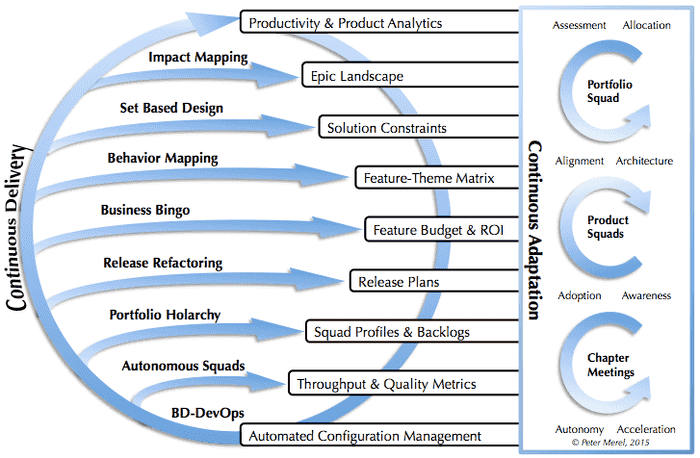 Productivity & Product Analytics
Impact Mapping
Epic Landscape
Set Based Design
Solution Constraints
Behavior Mapping
Feature-Theme Matrix
Business Bingo
Feature Budget & ROI
Release Refactoring
Release Plans
Portfolio Holarchy
Squad Profiles & Backlogs
Autonomous Squads
Throughput & Quality Metrics
BD-DevOps
Automated Configuration Management
Continuous Delivery
Continuous Adaptation
Assessment Allocation
Portfolio
Squad
Alignment Architecture
Product
Squads
Adoption Awareness
Chapter
Meetings
Autonomy Acceleration
© Peter Merel, 2015